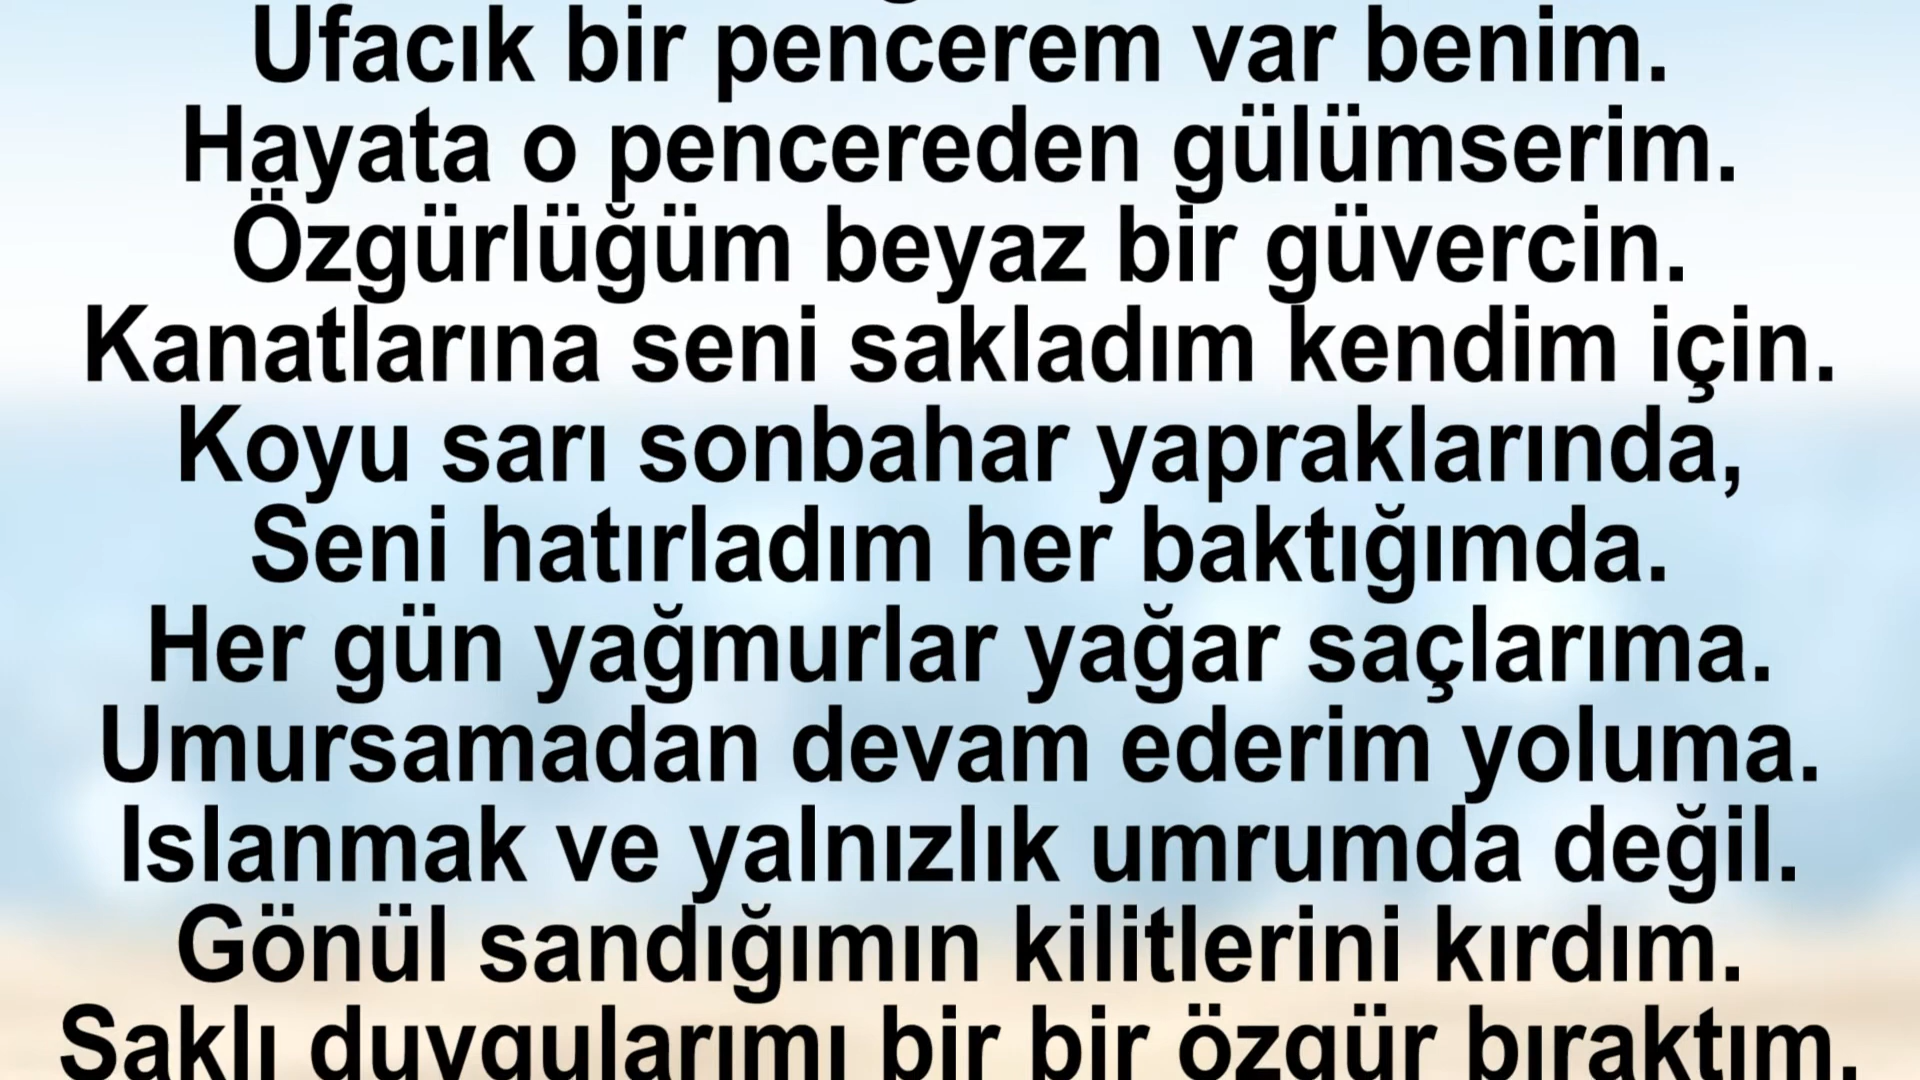 Ufacık bir pencerem var benim.
Hayata o pencereden gülümserim.
Özgürlüğüm beyaz bir güvercin.
Kanatlarına seni sakladım kendim için.
Koyu sarı sonbahar yapraklarında,
Seni hatırladım her baktığımda.
Her gün yağmurlar yağar saçlarıma.
Umursamadan devam ederim yoluma.
Islanmak ve yalnızlık umrumda değil.
Gönül sandığımın kilitlerini kırdım.
Saklı duygularımı bir bir özgür bıraktım.